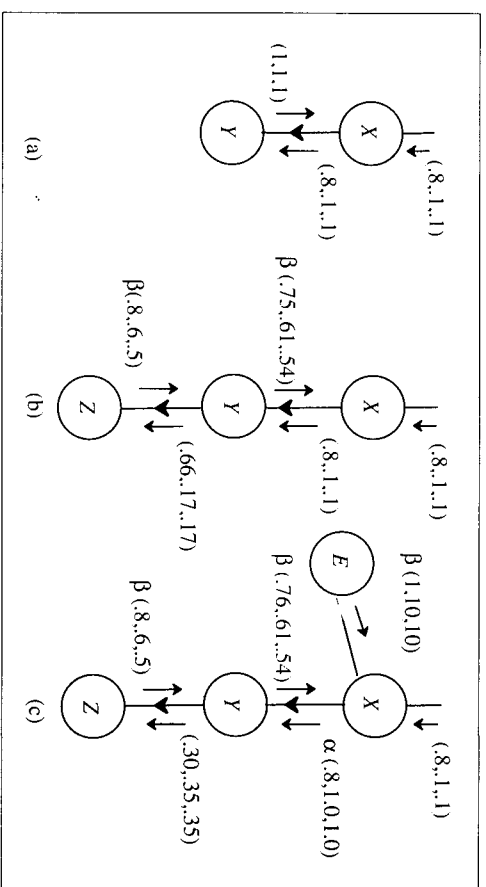 (.8,.1,.1)
X
(1,1,1)
(.8,.1,.1)
Y
(a)
(.8,.1,.1)
X
β (.75,.61,.54)
(.8,.1,.1)
Y
β(.8,.6,.5)
(.66,.17,.17)
Z
(b)
β (1,10,10)
E
(.8,.1,.1)
X
β (.76,.61,.54)
α (.8,1.0,1.0)
Y
β (.8,.6,.5)
(.30,.35,.35)
Z
(c)